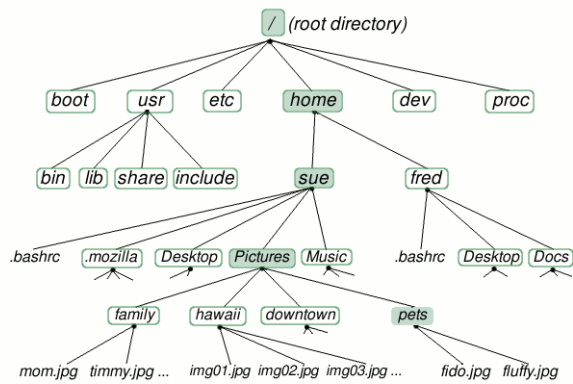 / (root directory)
boot usr etc home dev proc
bin lib share include sue fred
.bashrc .mozilla Desktop Pictures Music .bashrc Desktop Docs
family hawaii downtown pets
mom.jpg timmy.jpg ... img01.jpg img02.jpg img03.jpg ... fido.jpg fluffy.jpg